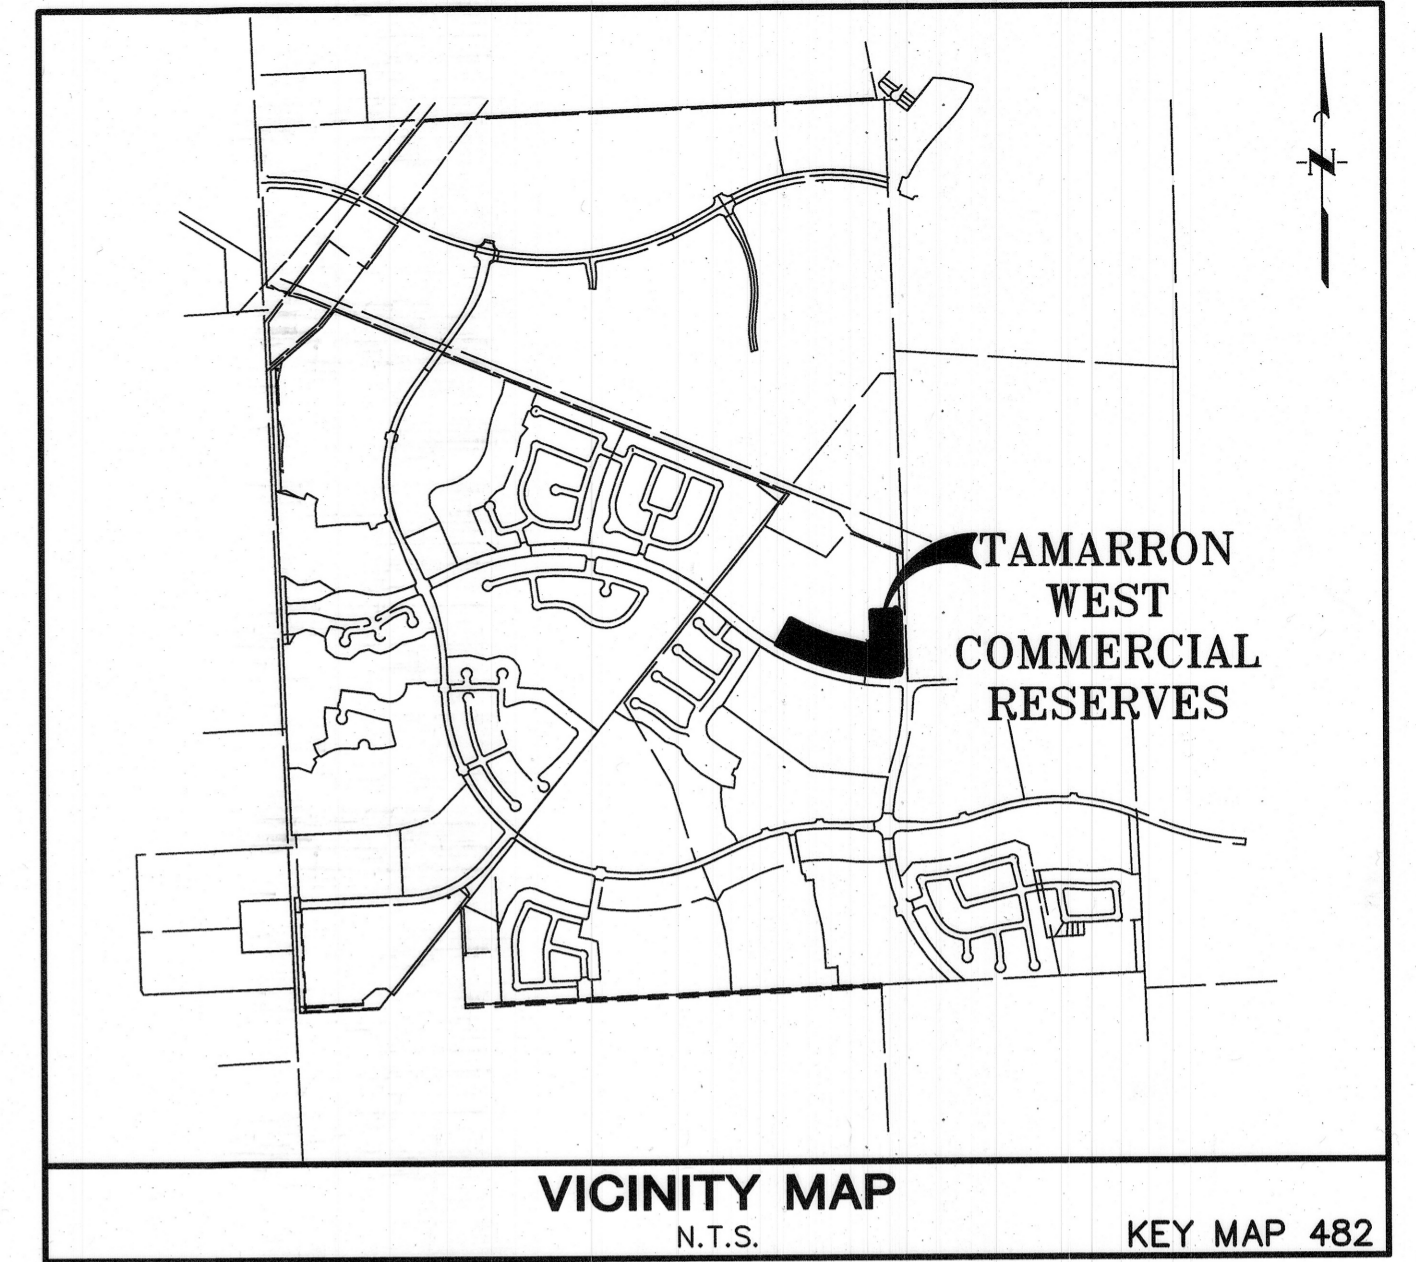 N
TAMARRON
WEST
COMMERCIAL
RESERVES
VICINITY MAP
N.T.S.
KEY MAP 482